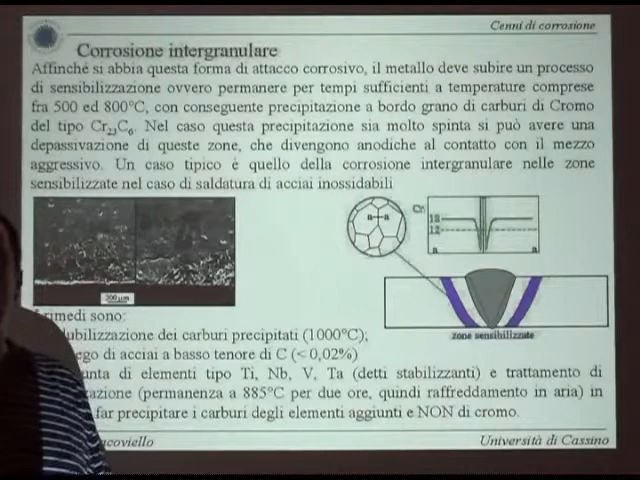 Cenni di corrosione
Corrosione intergranulare
Affinché si abbia questa forma di attacco corrosivo, il metallo deve subire un processo
di sensibilizzazione ovvero permanere per tempi sufficienti a temperature comprese
fra 500 ed 800°C, con conseguente precipitazione a bordo grano di carburi di Cromo
del tipo Cr23C6. Nel caso questa precipitazione sia molto spinta si può avere una
depassivazione di queste zone, che divengono anodiche al contatto con il mezzo
aggressivo. Un caso tipico è quello della corrosione intergranulare nelle zone
sensibilizzate nel caso di saldatura di acciai inossidabili
a a
Cr
18
12
a a
200 µm
zone sensibilizzate
rimedi sono:
ubilizzazione dei carburi precipitati (1000°C);
ego di acciai a basso tenore di C (< 0,02%)
unta di elementi tipo Ti, Nb, V, Ta (detti stabilizzanti) e trattamento di
azione (permanenza a 885°C per due ore, quindi raffreddamento in aria) in
far precipitare i carburi degli elementi aggiunti e NON di cromo.
acoviello
Università di Cassino